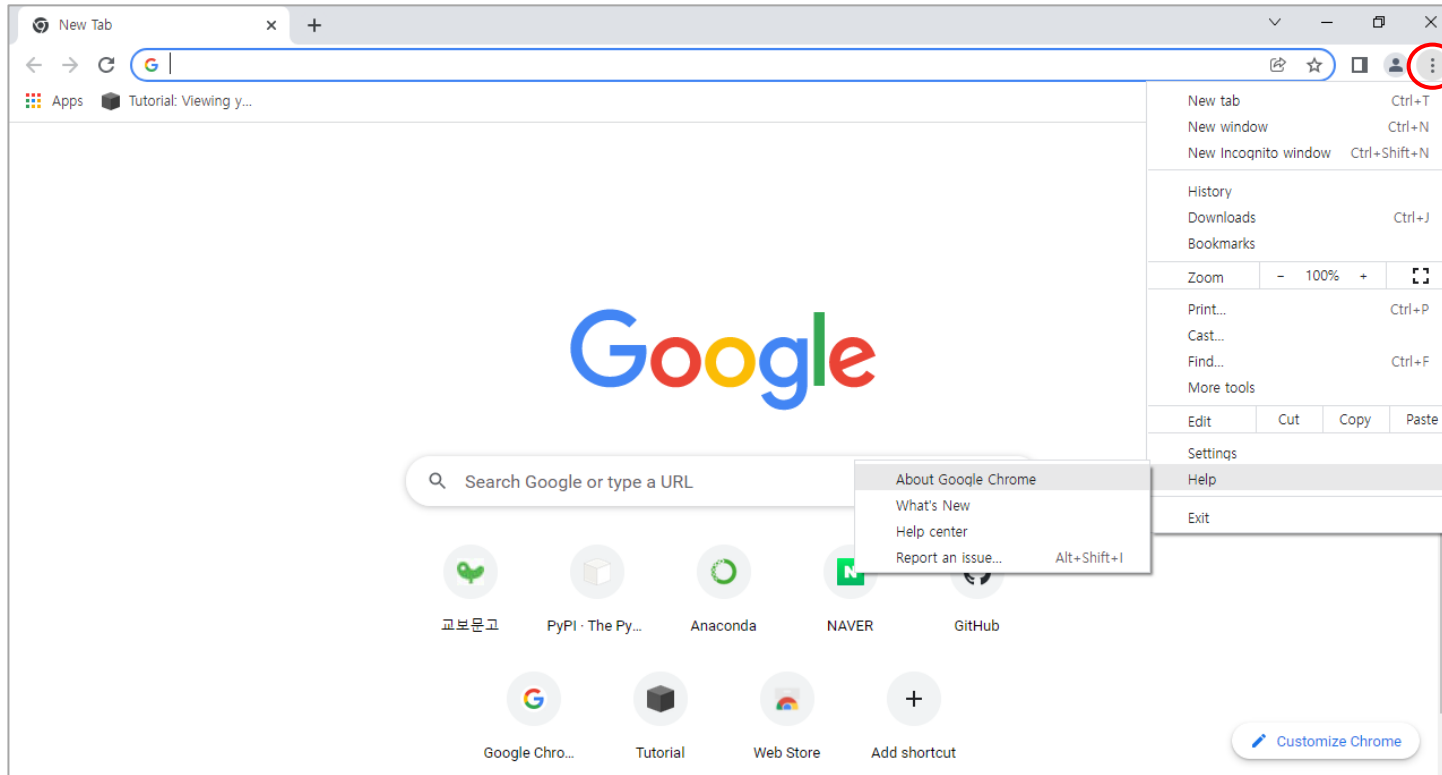 New Tab
Apps
Tutorial: Viewing y...
New tab Ctrl+T
New window Ctrl+N
New Incognito window Ctrl+Shift+N
History
Downloads Ctrl+J
Bookmarks
Zoom - 100% +
Print... Ctrl+P
Cast...
Find... Ctrl+F
More tools
Edit Cut Copy Paste
Settings
Help
Exit
About Google Chrome
What's New
Help center
Report an issue... Alt+Shift+I
Google
Search Google or type a URL
교보문고
PyPI · The Py...
Anaconda
NAVER
GitHub
Google Chro...
Tutorial
Web Store
Add shortcut
Customize Chrome